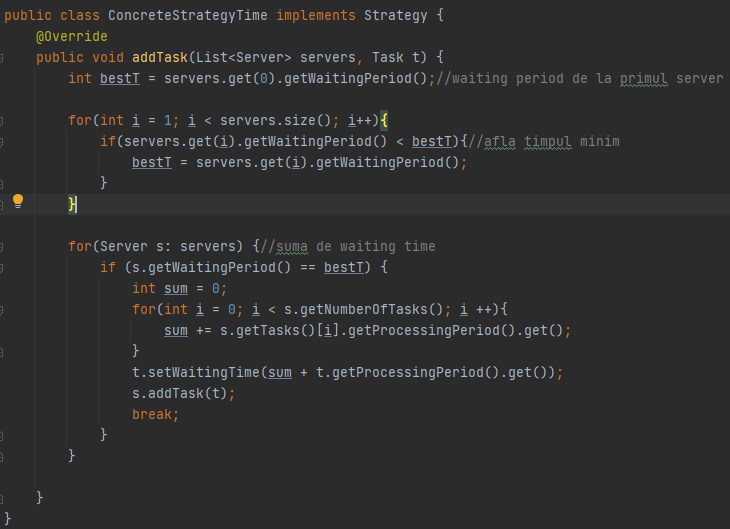 public class ConcreteStrategyTime implements Strategy {
    @Override
    public void addTask(List<Server> servers, Task t) {
        int bestT = servers.get(0).getWaitingPeriod();//waiting period de la primul server
        for(int i = 1; i < servers.size(); i++){
            if(servers.get(i).getWaitingPeriod() < bestT){//afla timpul minim
                bestT = servers.get(i).getWaitingPeriod();
            }
        }
        for(Server s: servers) {//suma de waiting time
            if (s.getWaitingPeriod() == bestT) {
                int sum = 0;
                for(int i = 0; i < s.getNumberOfTasks(); i ++){
                    sum += s.getTasks()[i].getProcessingPeriod().get();
                }
                t.setWaitingTime(sum + t.getProcessingPeriod().get());
                s.addTask(t);
                break;
            }
        }
    }
}